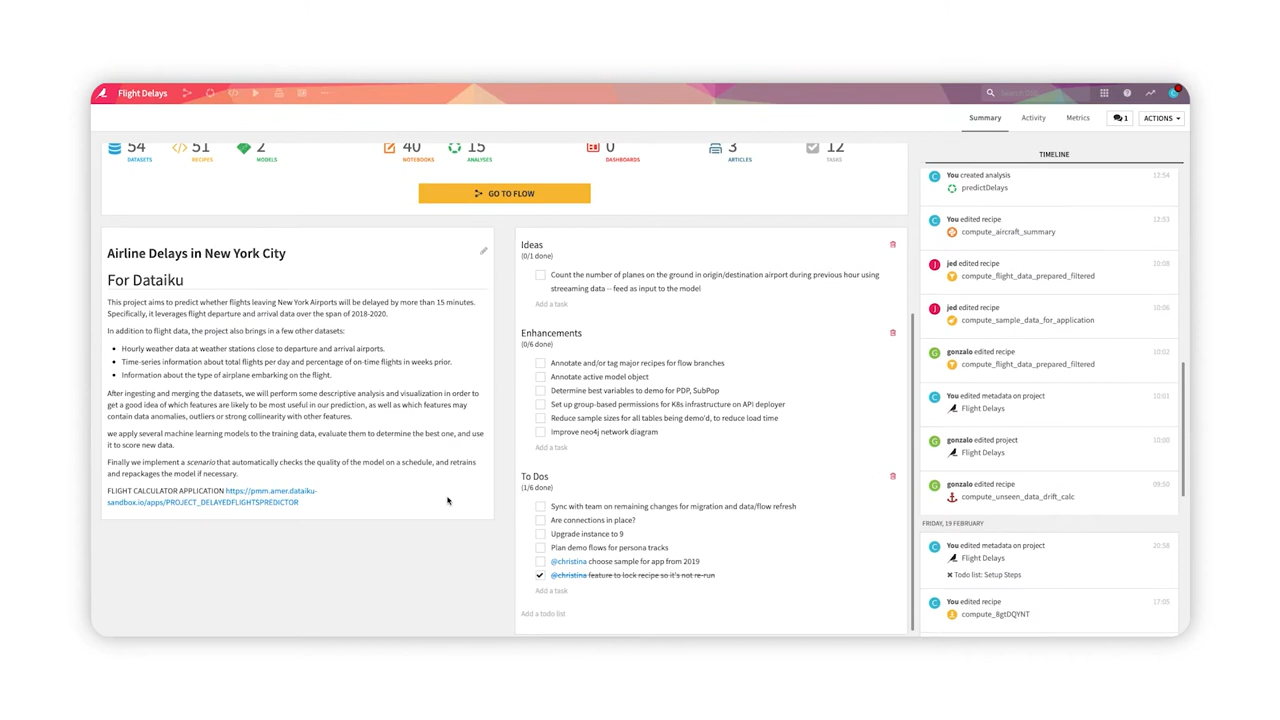 Flight Delays
Search DSS
Summary
Activity
Metrics
1
ACTIONS
54
DATASETS
51
RECIPES
2
MODELS
40
NOTEBOOKS
15
ANALYSES
0
DASHBOARDS
3
ARTICLES
12
TASKS
GO TO FLOW
Airline Delays in New York City
For Dataiku
This project aims to predict whether flights leaving New York Airports will be delayed by more than 15 minutes.
Specifically, it leverages flight departure and arrival data over the span of 2018-2020.
In addition to flight data, the project also brings in a few other datasets:
Hourly weather data at weather stations close to departure and arrival airports.
Time-series information about total flights per day and percentage of on-time flights in weeks prior.
Information about the type of airplane embarking on the flight.
After ingesting and merging the datasets, we will perform some descriptive analysis and visualization in order to
get a good idea of which features are likely to be most useful in our prediction, as well as which features may
contain data anomalies, outliers or strong collinearity with other features.
we apply several machine learning models to the training data, evaluate them to determine the best one, and use
it to score new data.
Finally we implement a scenario that automatically checks the quality of the model on a schedule, and retrains
and repackages the model if necessary.
FLIGHT CALCULATOR APPLICATION https://pmm.amer.dataiku-
sandbox.io/apps/PROJECT_DELAYEDFLIGHTSPREDICTOR
Ideas
(0/1 done)
Count the number of planes on the ground in origin/destination airport during previous hour using
streaming data -- feed as input to the model
Add a task
Enhancements
(0/6 done)
Annotate and/or tag major recipes for flow branches
Annotate active model object
Determine best variables to demo for PDP, SubPop
Set up group-based permissions for K8s infrastructure on API deployer
Reduce sample sizes for all tables being demo'd, to reduce load time
Improve neo4j network diagram
Add a task
To Dos
(1/6 done)
Sync with team on remaining changes for migration and data/flow refresh
Are connections in place?
Upgrade instance to 9
Plan demo flows for persona tracks
@christina choose sample for app from 2019
@christina feature to lock recipe so it's not re-run
Add a task
Add a todo list
TIMELINE
C You created analysis 12:54
predictDelays
C You edited recipe 12:53
compute_aircraft_summary
J jed edited recipe 10:08
compute_flight_data_prepared_filtered
J jed edited recipe 10:06
compute_sample_data_for_application
G gonzalo edited recipe 10:02
compute_flight_data_prepared_filtered
C You edited metadata on project 10:01
Flight Delays
G gonzalo edited project 10:00
Flight Delays
G gonzalo edited recipe 09:50
compute_unseen_data_drift_calc
FRIDAY, 19 FEBRUARY
C You edited metadata on project 20:58
Flight Delays
Todo list: Setup Steps
C You edited recipe 17:05
compute_8gtDQYNT